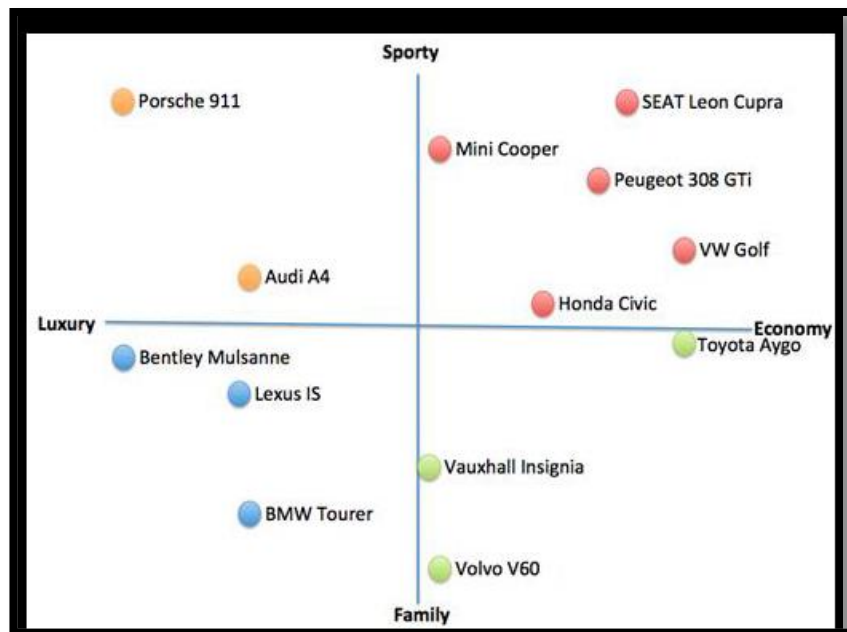 Sporty
Porsche 911
SEAT Leon Cupra
Mini Cooper
Peugeot 308 GTi
VW Golf
Audi A4
Honda Civic
Luxury
Economy
Toyota Aygo
Bentley Mulsanne
Lexus IS
Vauxhall Insignia
BMW Tourer
Volvo V60
Family